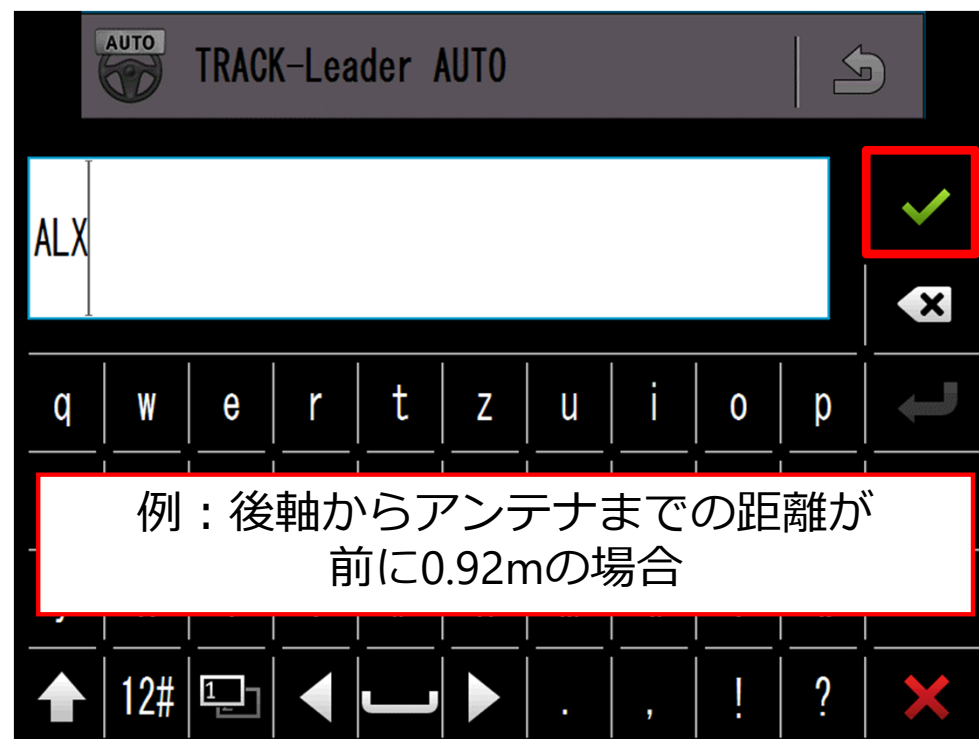 AUTO
TRACK-Leader AUTO
ALX
q w e r t z u i o p
例：後軸からアンテナまでの距離が
前に0.92mの場合
12# 1 . , ! ?